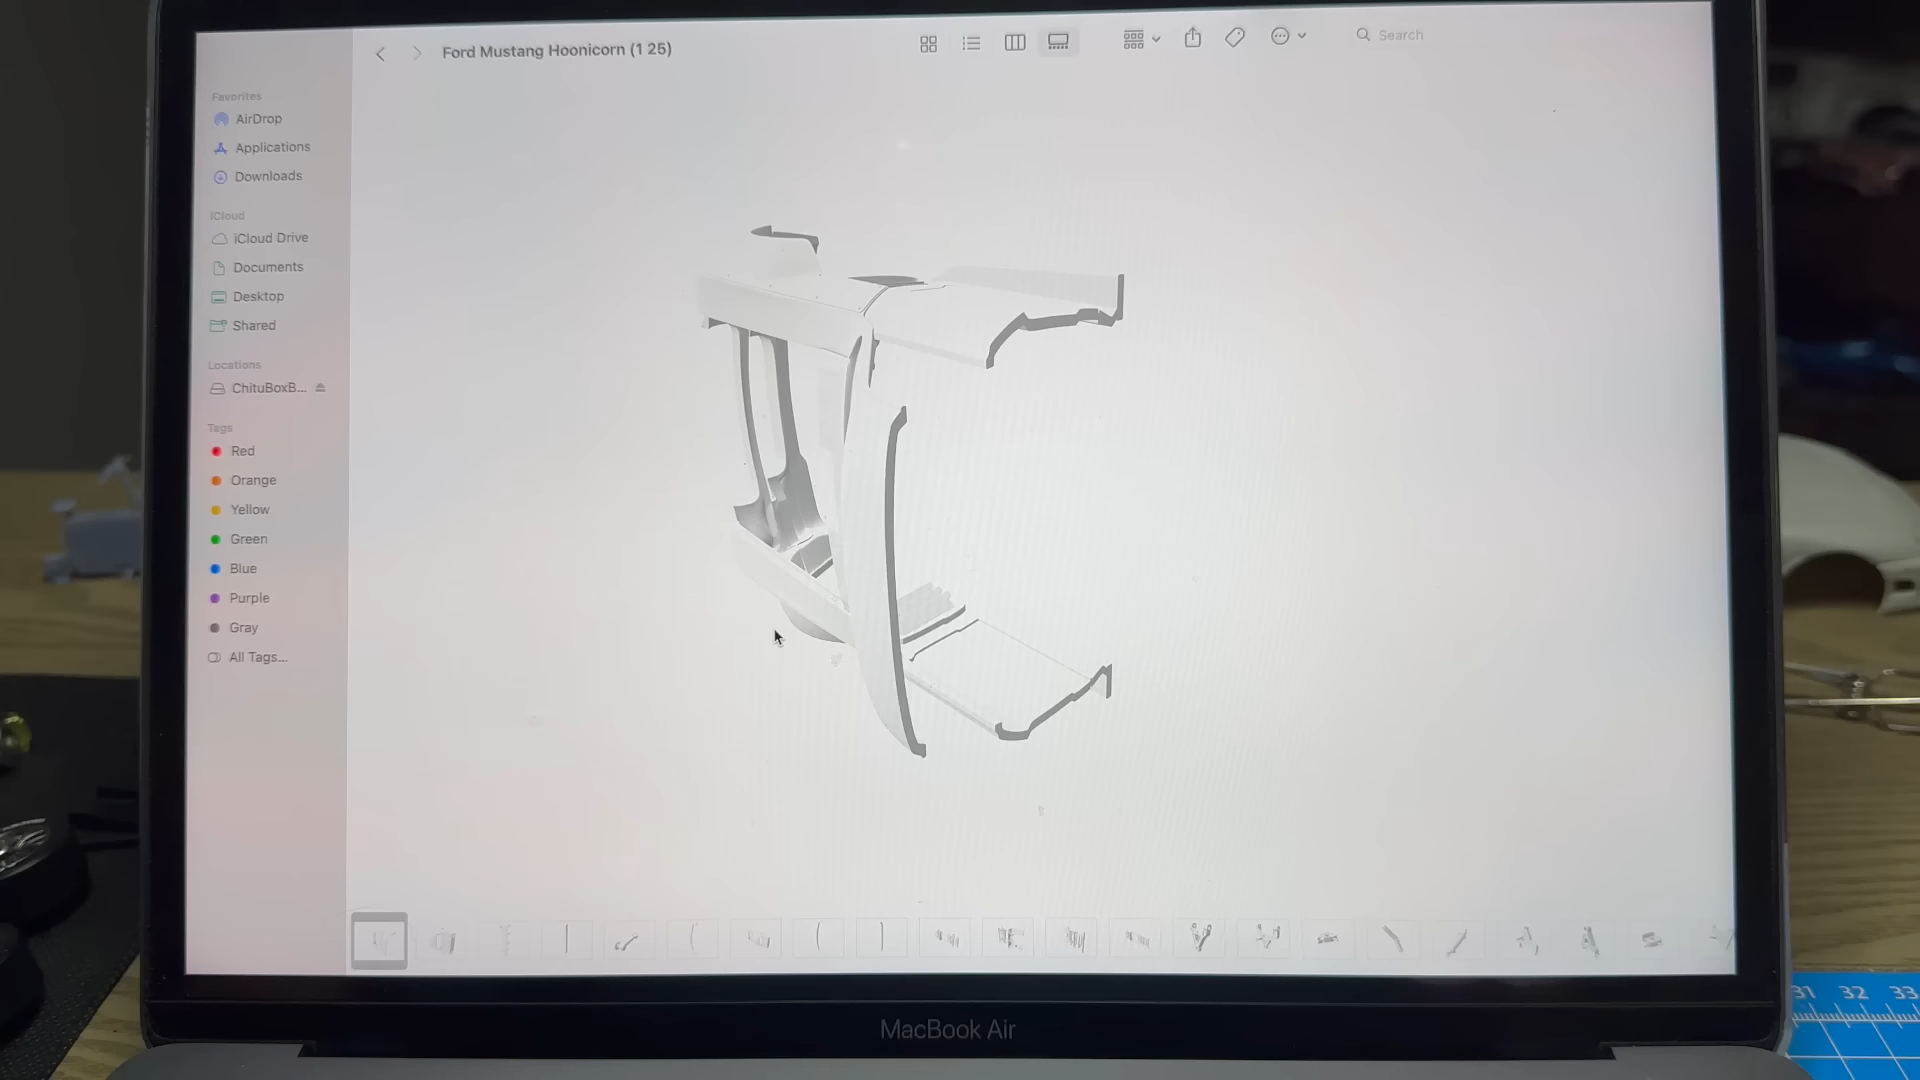 Ford Mustang Hoonicorn (1 25)
Search
Favorites
AirDrop
Applications
Downloads
iCloud
iCloud Drive
Documents
Desktop
Shared
Locations
ChituBoxB...
Tags
Red
Orange
Yellow
Green
Blue
Purple
Gray
All Tags...
MacBook Air
31 32 33